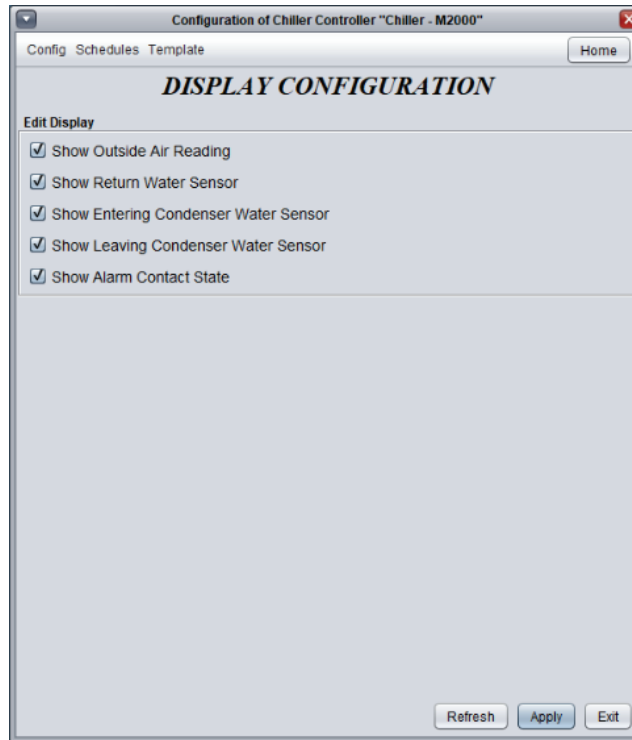 Configuration of Chiller Controller "Chiller - M2000"
Config Schedules Template Home
DISPLAY CONFIGURATION
Edit Display
Show Outside Air Reading
Show Return Water Sensor
Show Entering Condenser Water Sensor
Show Leaving Condenser Water Sensor
Show Alarm Contact State
Refresh Apply Exit